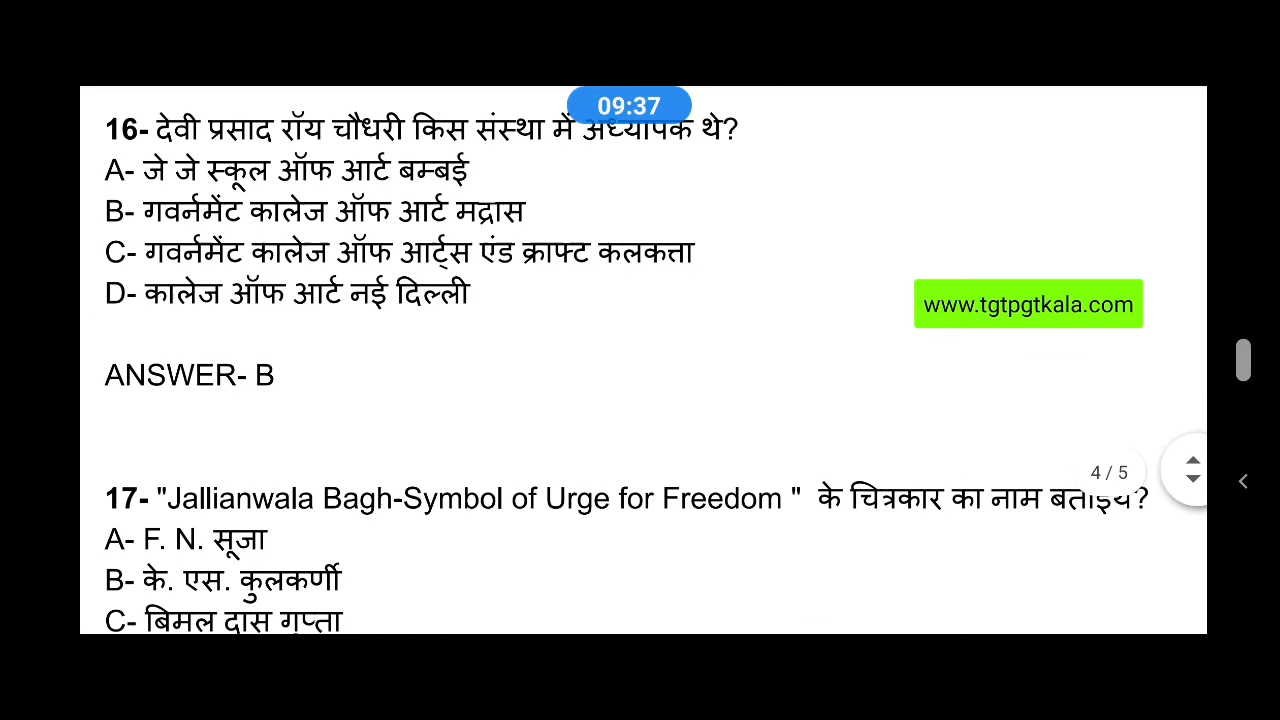 09:37
16- देवी प्रसाद रॉय चौधरी किस संस्था में अध्यापक थे?
A- जे जे स्कूल ऑफ आर्ट बम्बई
B- गवर्नमेंट कालेज ऑफ आर्ट मद्रास
C- गवर्नमेंट कालेज ऑफ आर्ट्स एंड क्राफ्ट कलकत्ता
D- कालेज ऑफ आर्ट नई दिल्ली
www.tgtpgtkala.com
ANSWER- B
4 / 5
17- "Jallianwala Bagh-Symbol of Urge for Freedom " के चित्रकार का नाम बताइये?
A- F. N. सूजा
B- के. एस. कुलकर्णी
C- बिमल दास गुप्ता